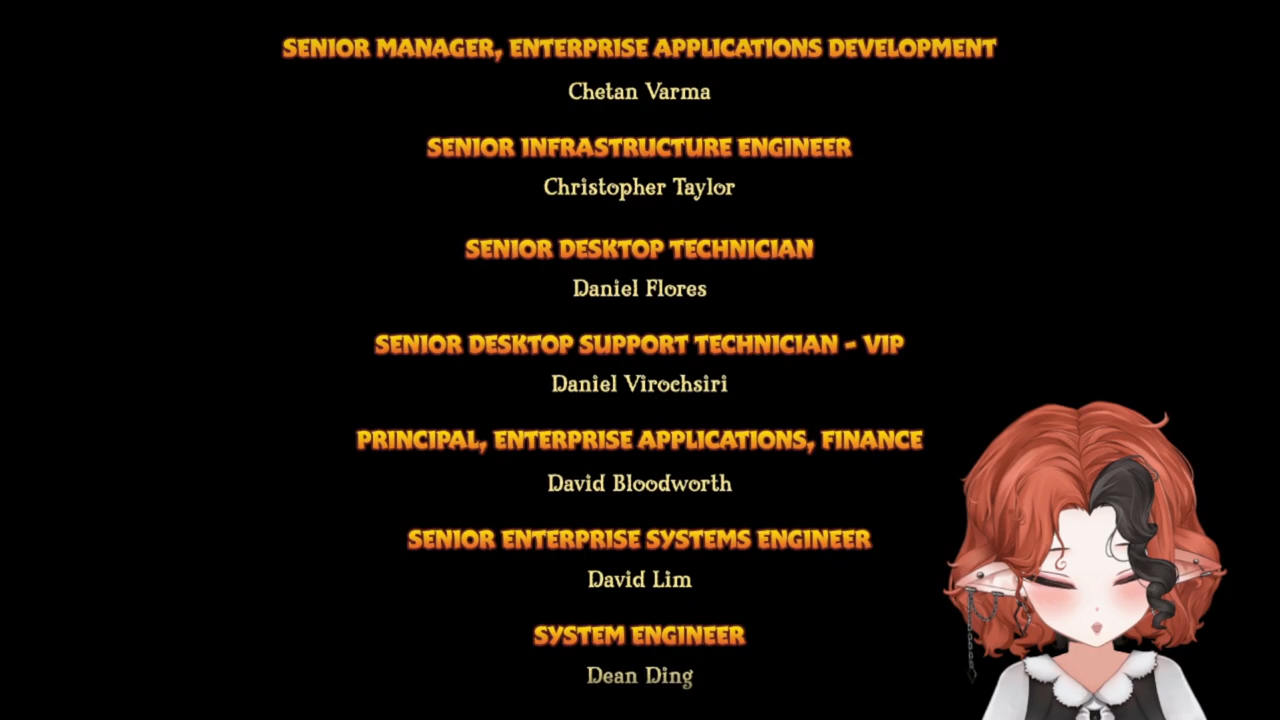 SENIOR MANAGER, ENTERPRISE APPLICATIONS DEVELOPMENT
Chetan Varma
SENIOR INFRASTRUCTURE ENGINEER
Christopher Taylor
SENIOR DESKTOP TECHNICIAN
Daniel Flores
SENIOR DESKTOP SUPPORT TECHNICIAN - VIP
Daniel Virochsiri
PRINCIPAL, ENTERPRISE APPLICATIONS, FINANCE
David Bloodworth
SENIOR ENTERPRISE SYSTEMS ENGINEER
David Lim
SYSTEM ENGINEER
Dean Ding